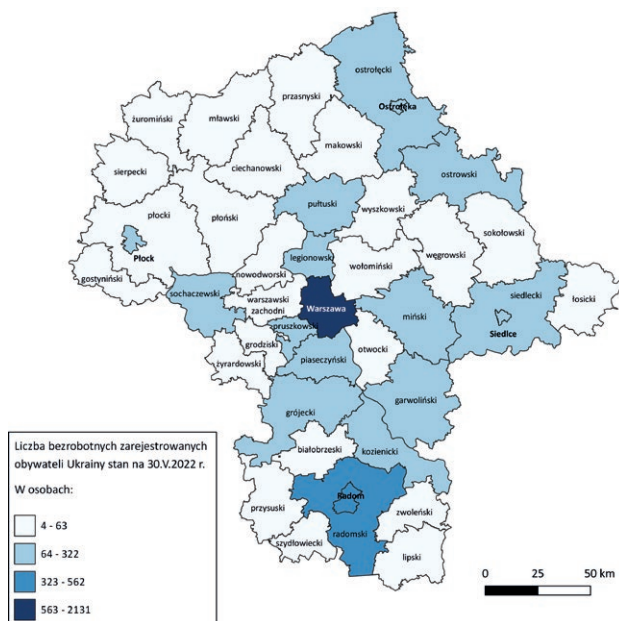 ostrołęcki
przasnyski
Ostrołęka
żuromiński
mławski
makowski
ciechanowski
sierpecki
ostrowski
pułtuski
wyszkowski
płocki
płoński
sokołowski
węgrowski
Płock
legionowski
wołomiński
gostyniński
nowodworski
sochaczewski
warszawski
zachodni
Warszawa
siedlecki
łosicki
miński
pruszkowski
Siedlce
grodziski
otwocki
piaseczyński
żyrardowski
garwoliński
grójecki
białobrzeski
kozienicki
Radom
przysuski
zwoleński
radomski
szydłowiecki
lipski
Liczba bezrobotnych zarejestrowanych
obywateli Ukrainy stan na 30.V.2022 r.
W osobach:
4 - 63
64 - 322
323 - 562
563 - 2131
0 25 50 km